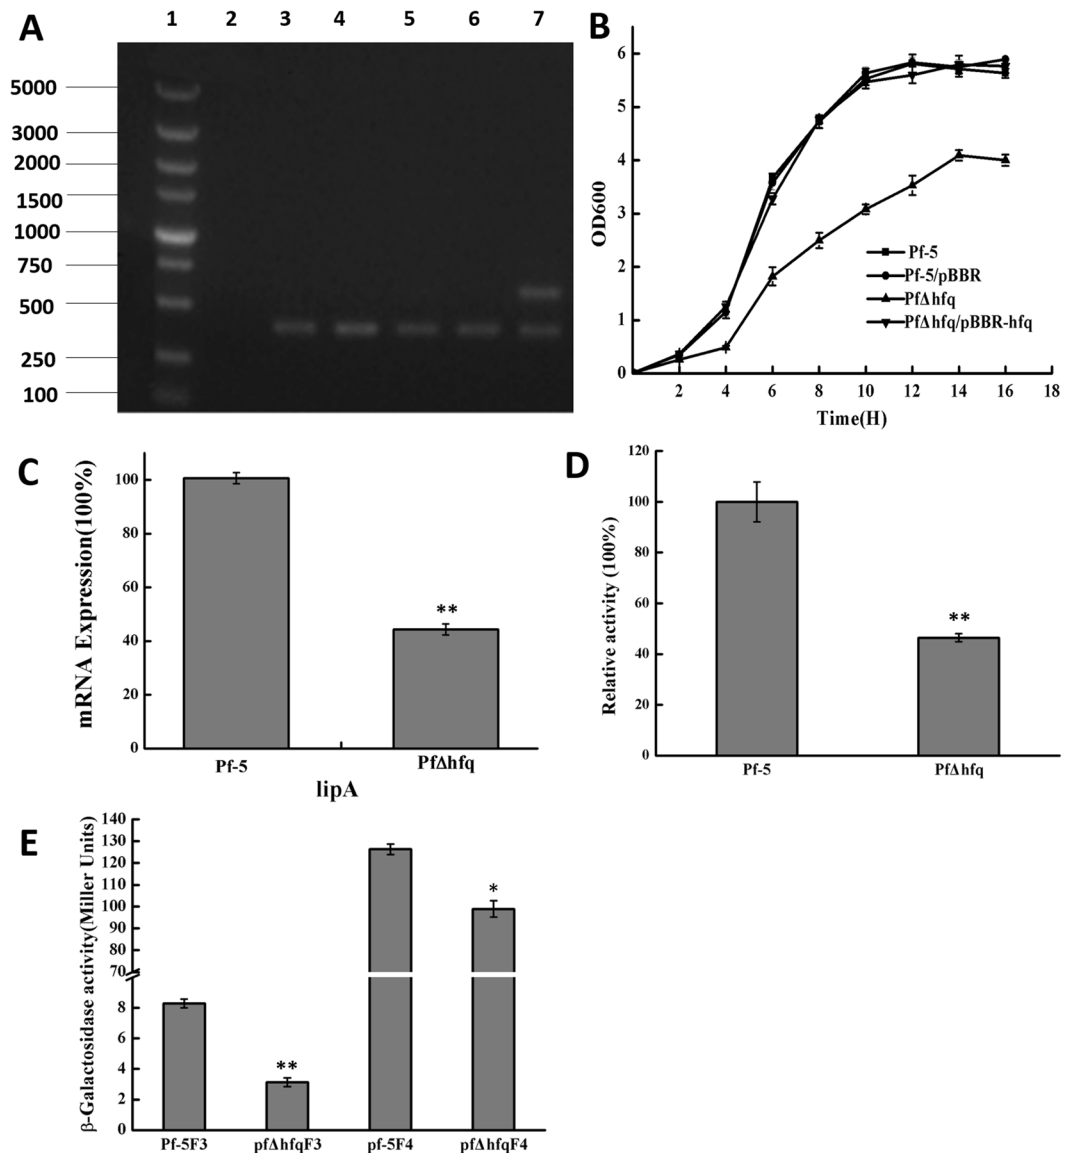 A
1 2 3 4 5 6 7
5000
3000
2000
1500
1000
750
500
250
100
B
OD600
6
5
4
3
2
1
0
Pf-5
Pf-5/pBBR
PfΔhfq
PfΔhfq/pBBR-hfq
2 4 6 8 10 12 14 16 18
Time(H)
C
mRNA Expression(100%)
100
80
60
40
20
0
**
Pf-5 PfΔhfq
lipA
D
Relative activity (100%)
120
100
80
60
40
20
0
**
Pf-5 PfΔhfq
E
β-Galactosidase activity(Miller Units)
140
130
120
110
100
90
80
70
8
6
4
2
0
**
*
Pf-5F3 pfΔhfqF3 pf-5F4 pfΔhfqF4